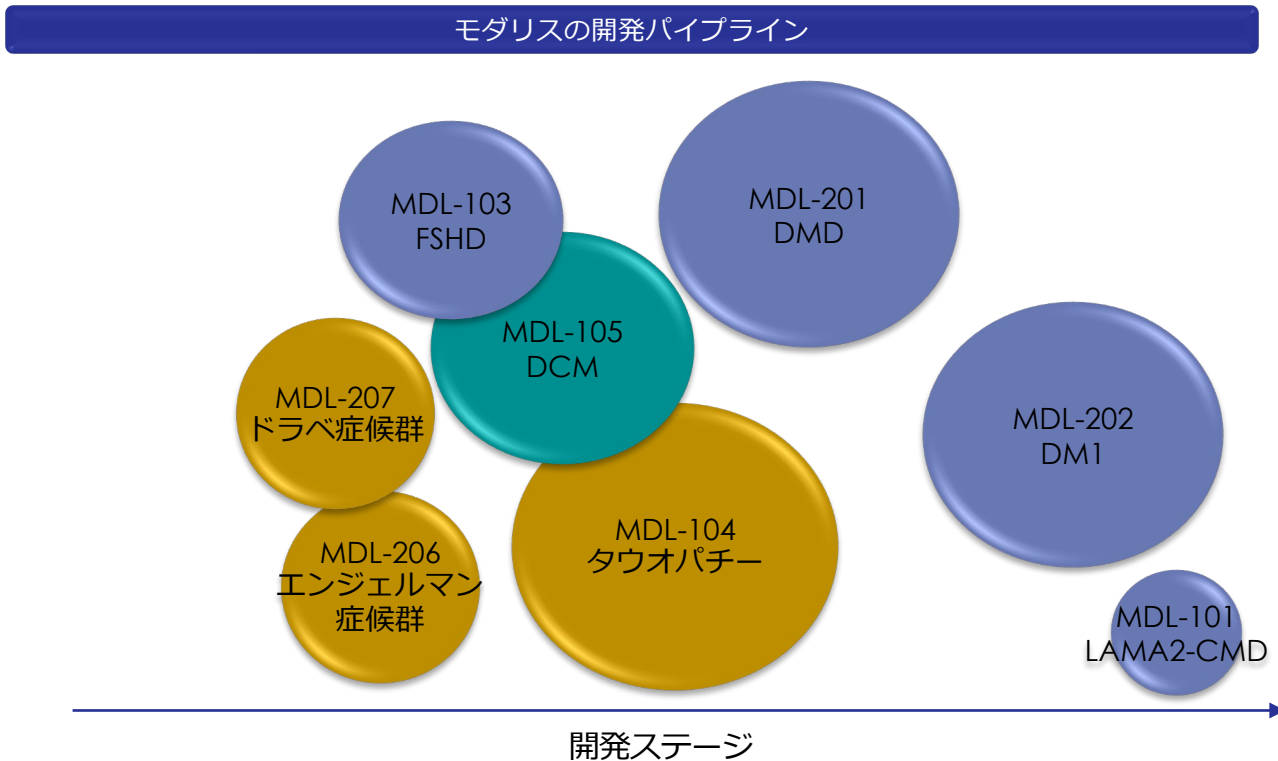 モダリスの開発パイプライン
MDL-103
FSHD
MDL-201
DMD
MDL-105
DCM
MDL-207
ドラベ症候群
MDL-202
DM1
MDL-104
タウオパチー
MDL-206
エンジェルマン
症候群
MDL-101
LAMA2-CMD
開発ステージ